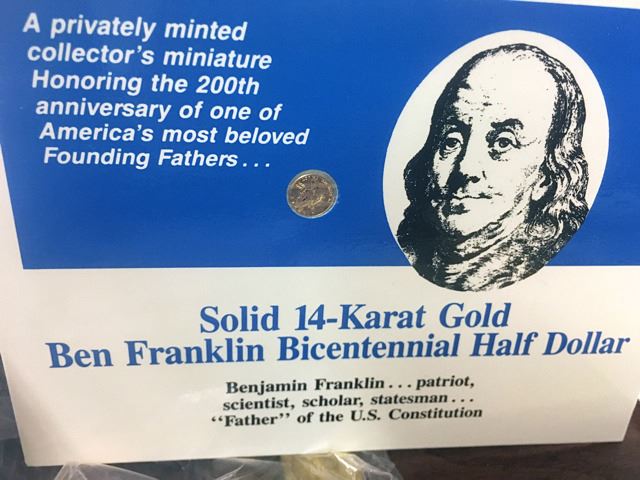 A privately minted
collector's miniature
Honoring the 200th
anniversary of one of
America's most beloved
Founding Fathers...
Solid 14-Karat Gold
Ben Franklin Bicentennial Half Dollar
Benjamin Franklin... patriot,
scientist, scholar, statesman...
"Father" of the U.S. Constitution